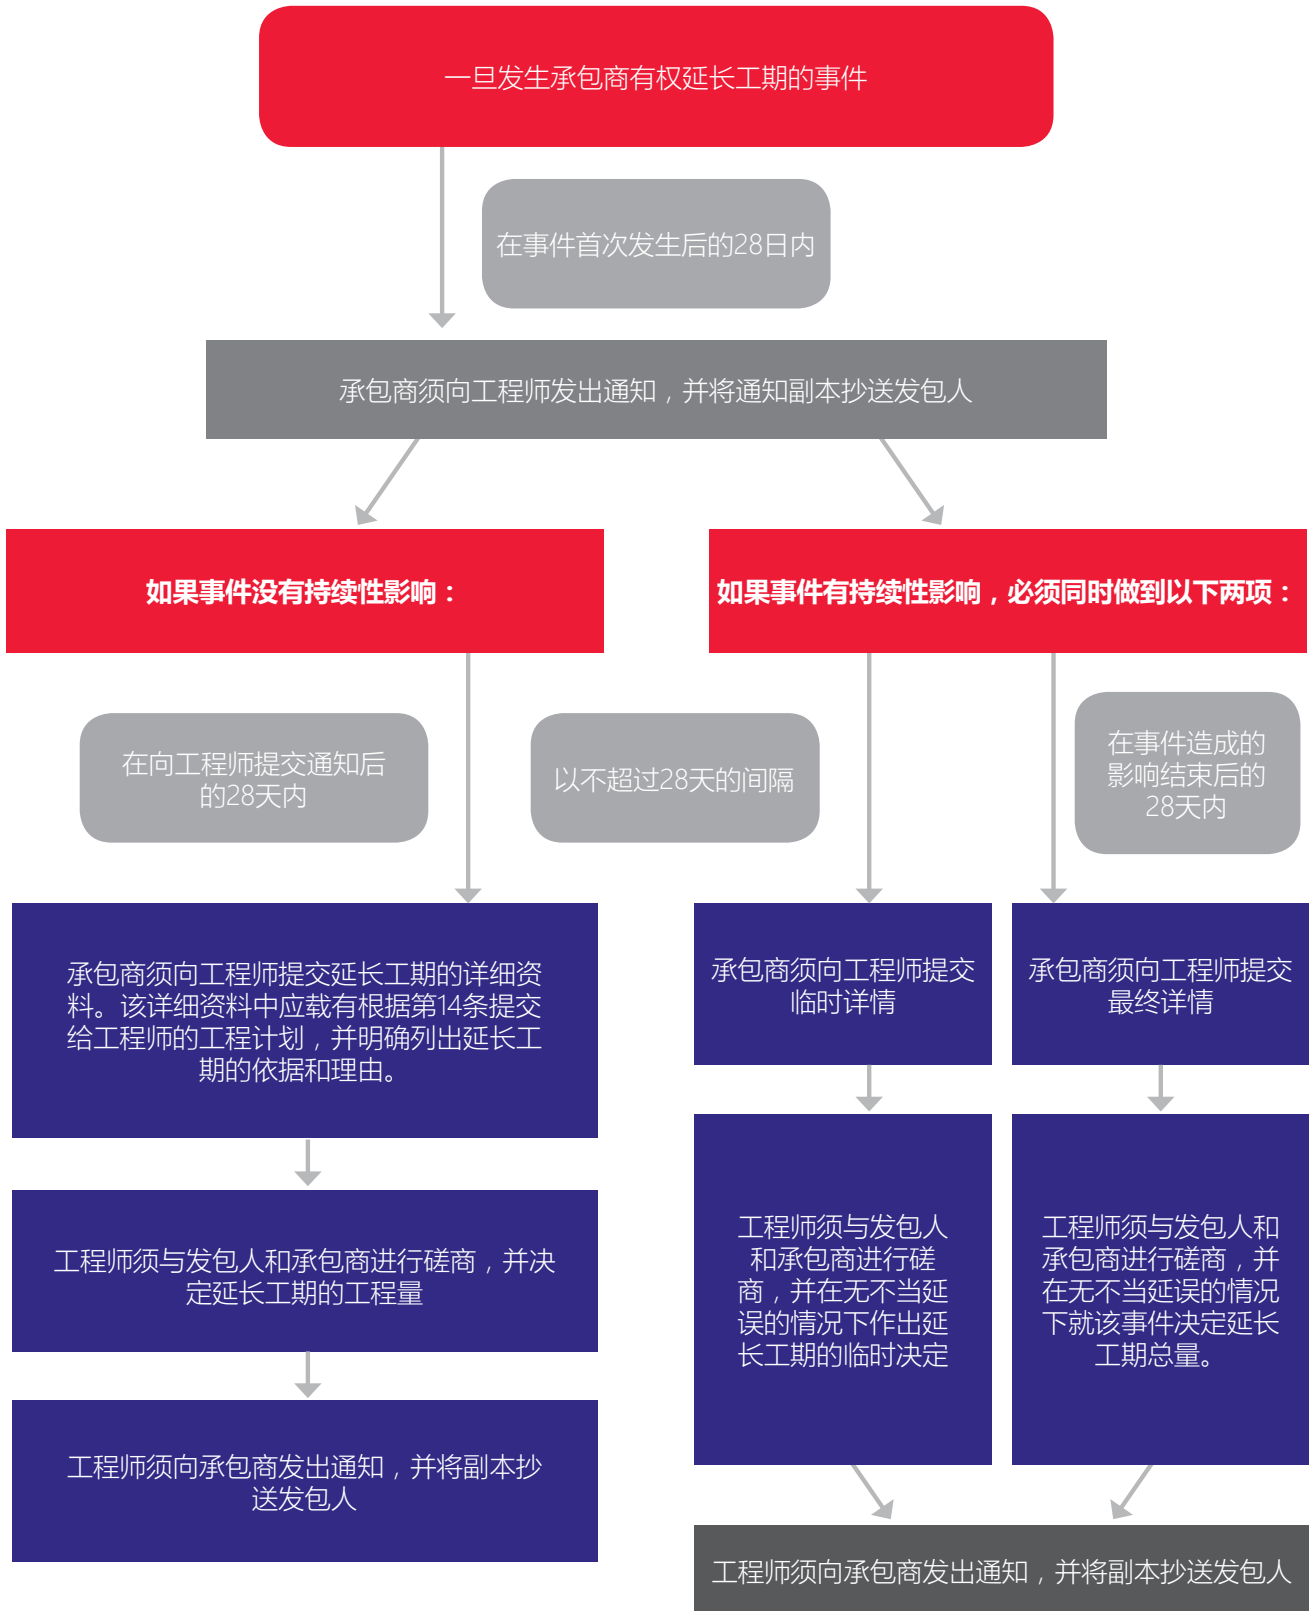 一旦发生承包商有权延长工期的事件
在事件首次发生后的28日内
承包商须向工程师发出通知，并将通知副本抄送发包人
如果事件没有持续性影响：
如果事件有持续性影响，必须同时做到以下两项：
在向工程师提交通知后
的28天内
以不超过28天的间隔
在事件造成的
影响结束后的
28天内
承包商须向工程师提交延长工期的详细资
料。该详细资料中应载有根据第14条提交
给工程师的工程计划，并明确列出延长工
期的依据和理由。
承包商须向工程师提交
临时详情
承包商须向工程师提交
最终详情
工程师须与发包人和承包商进行磋商，并决
定延长工期的工程量
工程师须与发包人
和承包商进行磋
商，并在无不当延
误的情况下作出延
长工期的临时决定
工程师须与发包人和
承包商进行磋商，并
在无不当延误的情况
下就该事件决定延长
工期总量。
工程师须向承包商发出通知，并将副本抄
送发包人
工程师须向承包商发出通知，并将副本抄送发包人